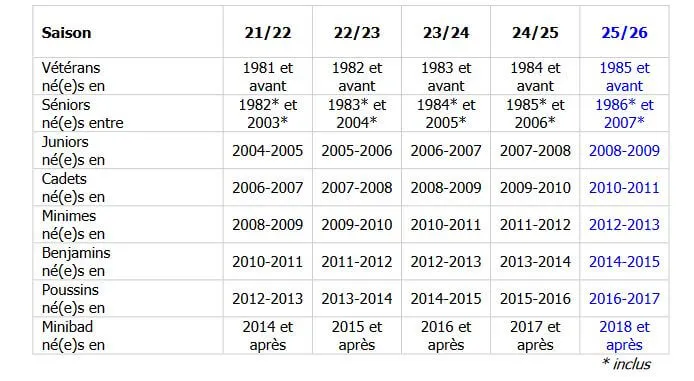 Saison 21/22 22/23 23/24 24/25 25/26
Vétérans 1981 et 1982 et 1983 et 1984 et 1985 et
né(e)s en avant avant avant avant avant
Séniors 1982* et 1983* et 1984* et 1985* et 1986* et
né(e)s entre 2003* 2004* 2005* 2006* 2007*
Juniors
né(e)s en 2004-2005 2005-2006 2006-2007 2007-2008 2008-2009
Cadets
né(e)s en 2006-2007 2007-2008 2008-2009 2009-2010 2010-2011
Minimes
né(e)s en 2008-2009 2009-2010 2010-2011 2011-2012 2012-2013
Benjamins
né(e)s en 2010-2011 2011-2012 2012-2013 2013-2014 2014-2015
Poussins
né(e)s en 2012-2013 2013-2014 2014-2015 2015-2016 2016-2017
Minibad 2014 et 2015 et 2016 et 2017 et 2018 et
né(e)s en après après après après après
* inclus